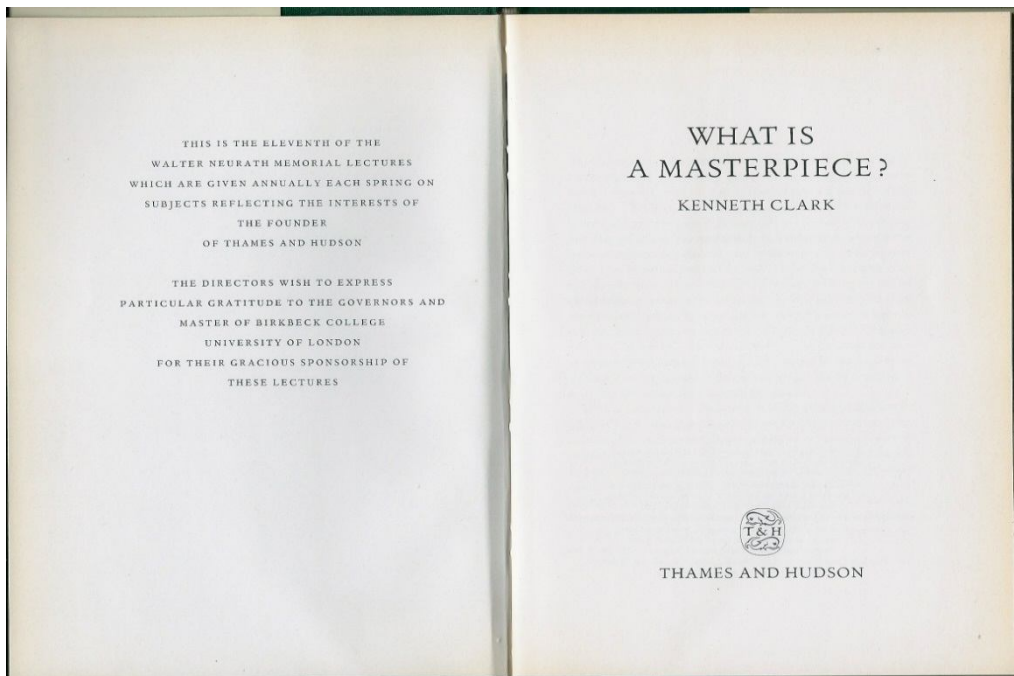 THIS IS THE ELEVENTH OF THE
WALTER NEURATH MEMORIAL LECTURES
WHICH ARE GIVEN ANNUALLY EACH SPRING ON
SUBJECTS REFLECTING THE INTERESTS OF
THE FOUNDER
OF THAMES AND HUDSON
THE DIRECTORS WISH TO EXPRESS
PARTICULAR GRATITUDE TO THE GOVERNORS AND
MASTER OF BIRKBECK COLLEGE
UNIVERSITY OF LONDON
FOR THEIR GRACIOUS SPONSORSHIP OF
THESE LECTURES
WHAT IS
A MASTERPIECE?
KENNETH CLARK
T & H
THAMES AND HUDSON